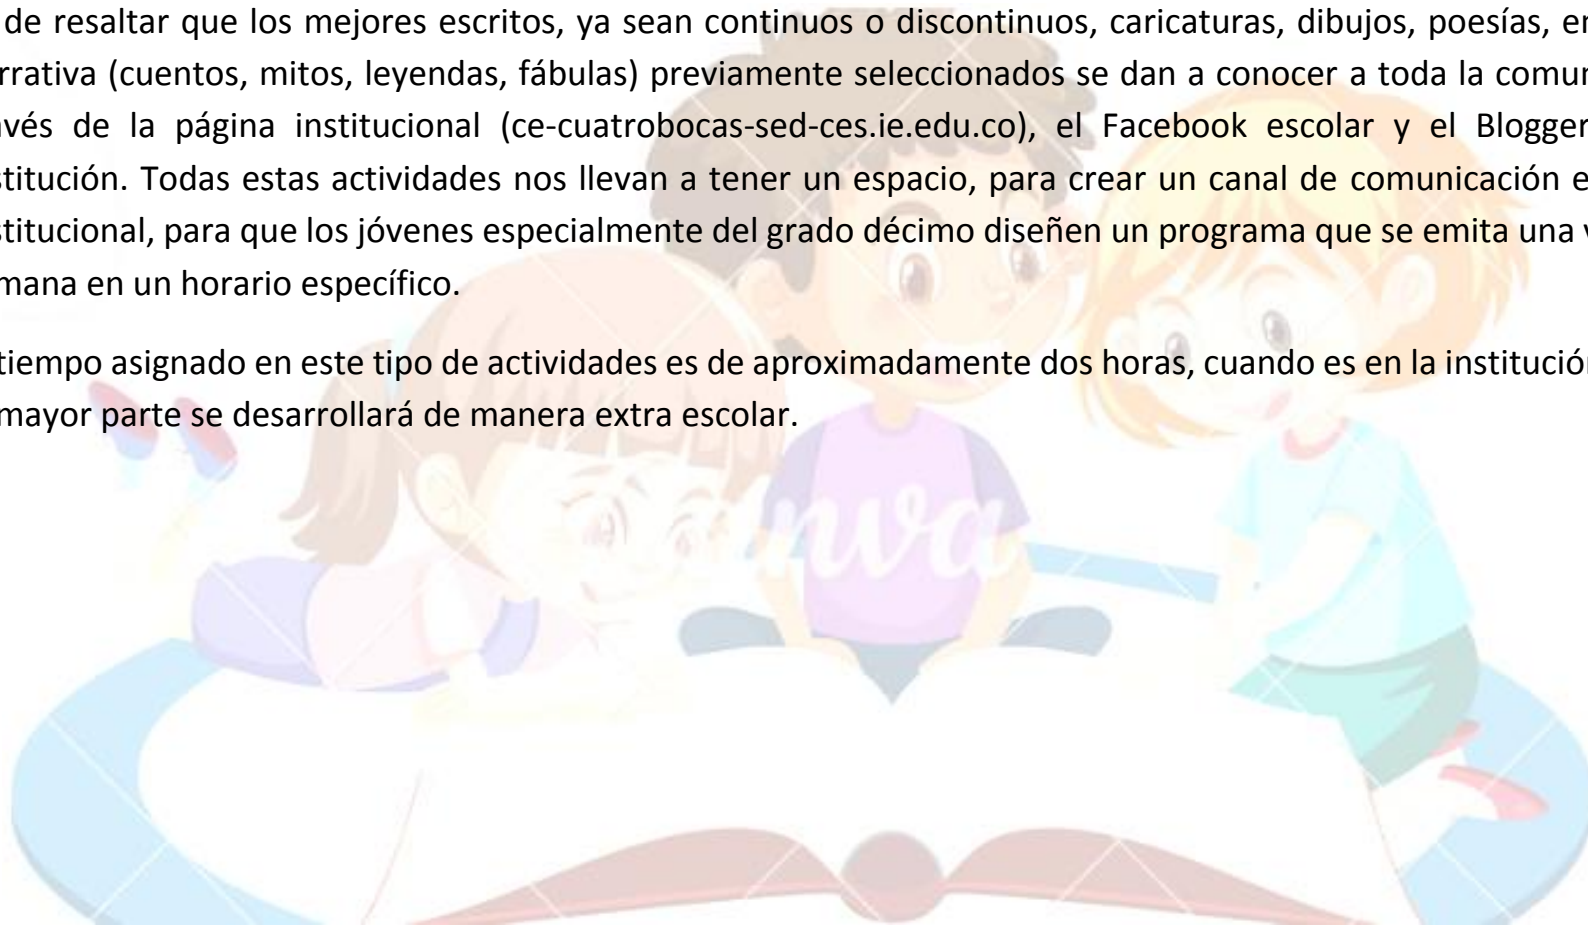 de resaltar que los mejores escritos, ya sean continuos o discontinuos, caricaturas, dibujos, poesías, en
rrativa (cuentos, mitos, leyendas, fábulas) previamente seleccionados se dan a conocer a toda la comun
avés de la página institucional (ce-cuatrobocas-sed-ces.ie.edu.co), el Facebook escolar y el Blogger
stitución. Todas estas actividades nos llevan a tener un espacio, para crear un canal de comunicación e
stitucional, para que los jóvenes especialmente del grado décimo diseñen un programa que se emita una v
mana en un horario específico.
tiempo asignado en este tipo de actividades es de aproximadamente dos horas, cuando es en la institución
mayor parte se desarrollará de manera extra escolar.
Canva